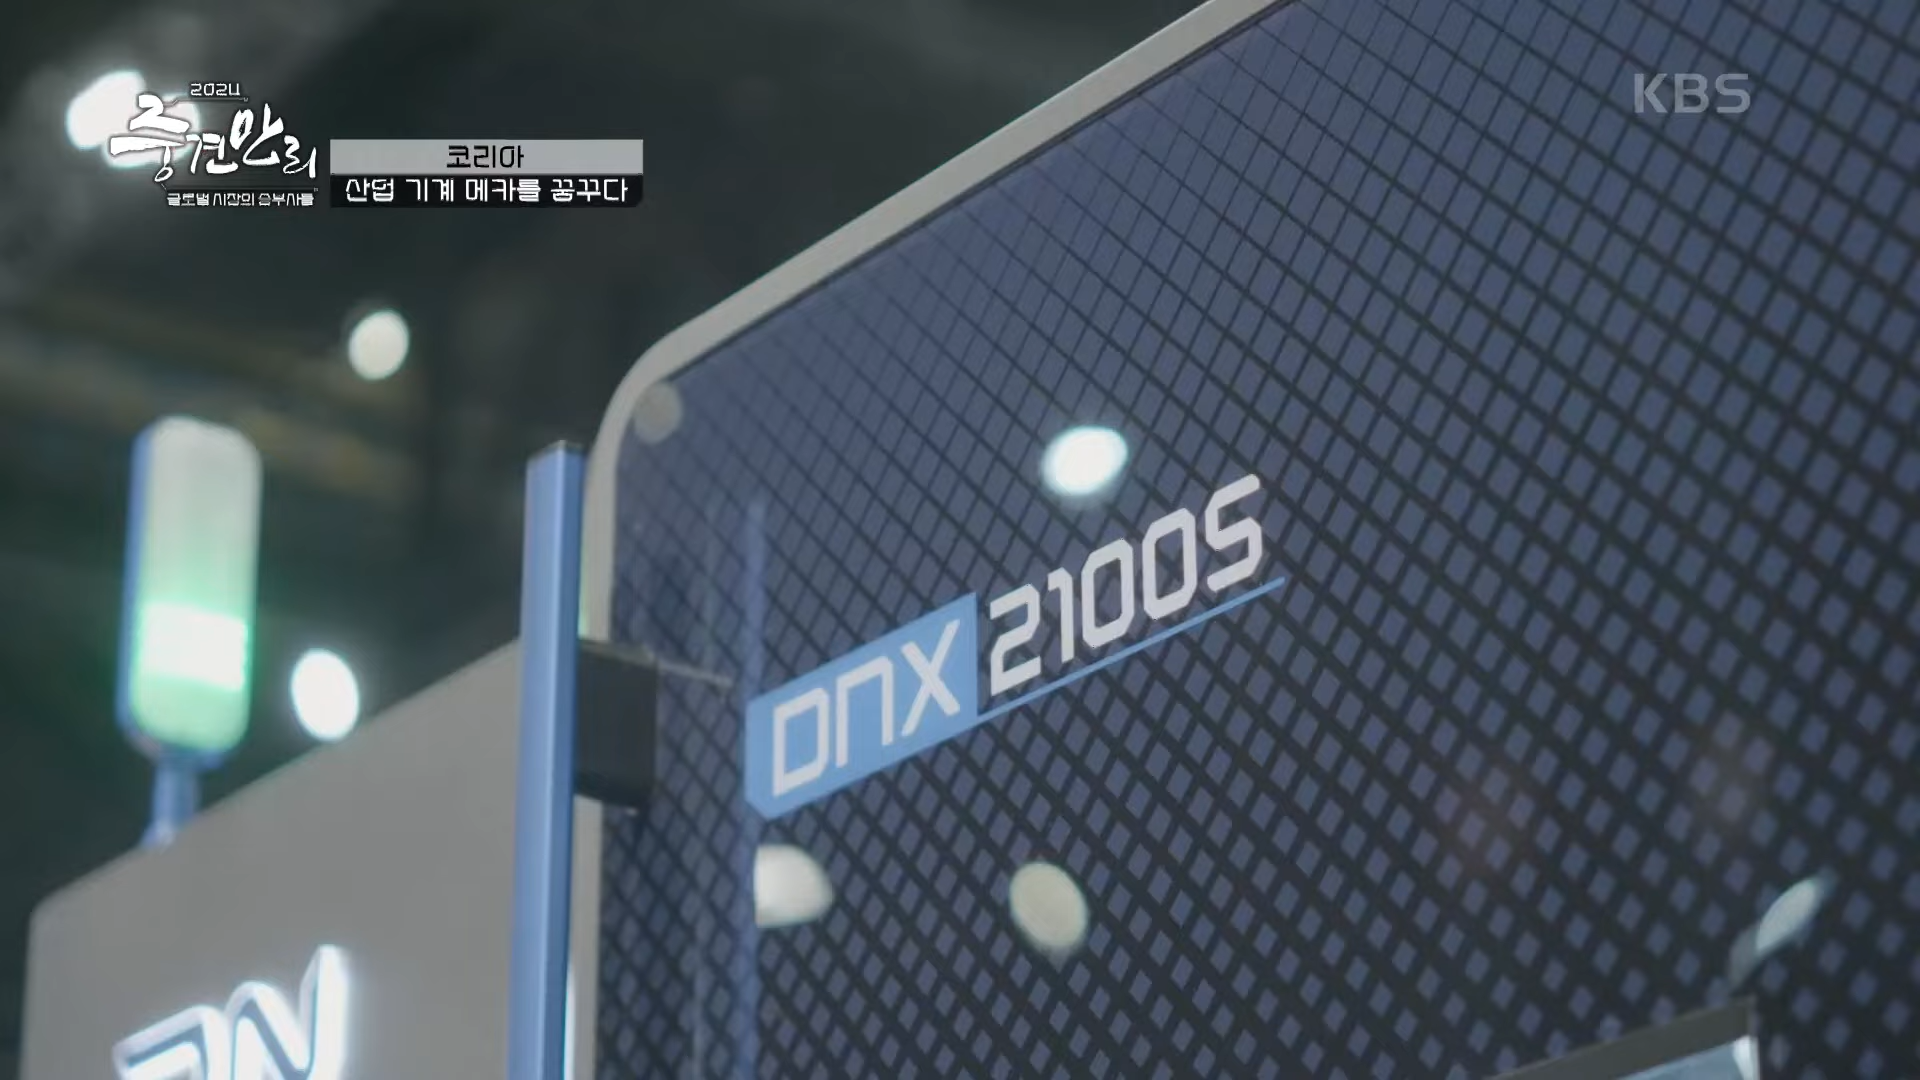 2024
중견만리
글로벌 시장의 승부사들
코리아
산업 기계 메카를 꿈꾸다
KBS
DNX 2100S
DN